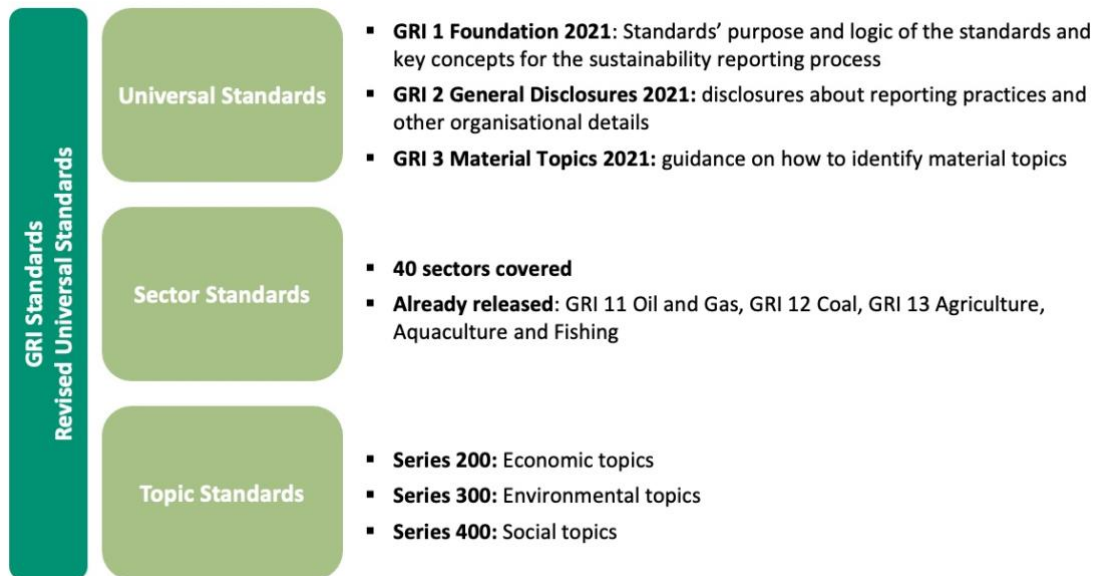 GRI Standards
Revised Universal Standards
Universal Standards
▪ GRI 1 Foundation 2021: Standards’ purpose and logic of the standards and
key concepts for the sustainability reporting process
▪ GRI 2 General Disclosures 2021: disclosures about reporting practices and
other organisational details
▪ GRI 3 Material Topics 2021: guidance on how to identify material topics
Sector Standards
▪ 40 sectors covered
▪ Already released: GRI 11 Oil and Gas, GRI 12 Coal, GRI 13 Agriculture,
Aquaculture and Fishing
Topic Standards
▪ Series 200: Economic topics
▪ Series 300: Environmental topics
▪ Series 400: Social topics